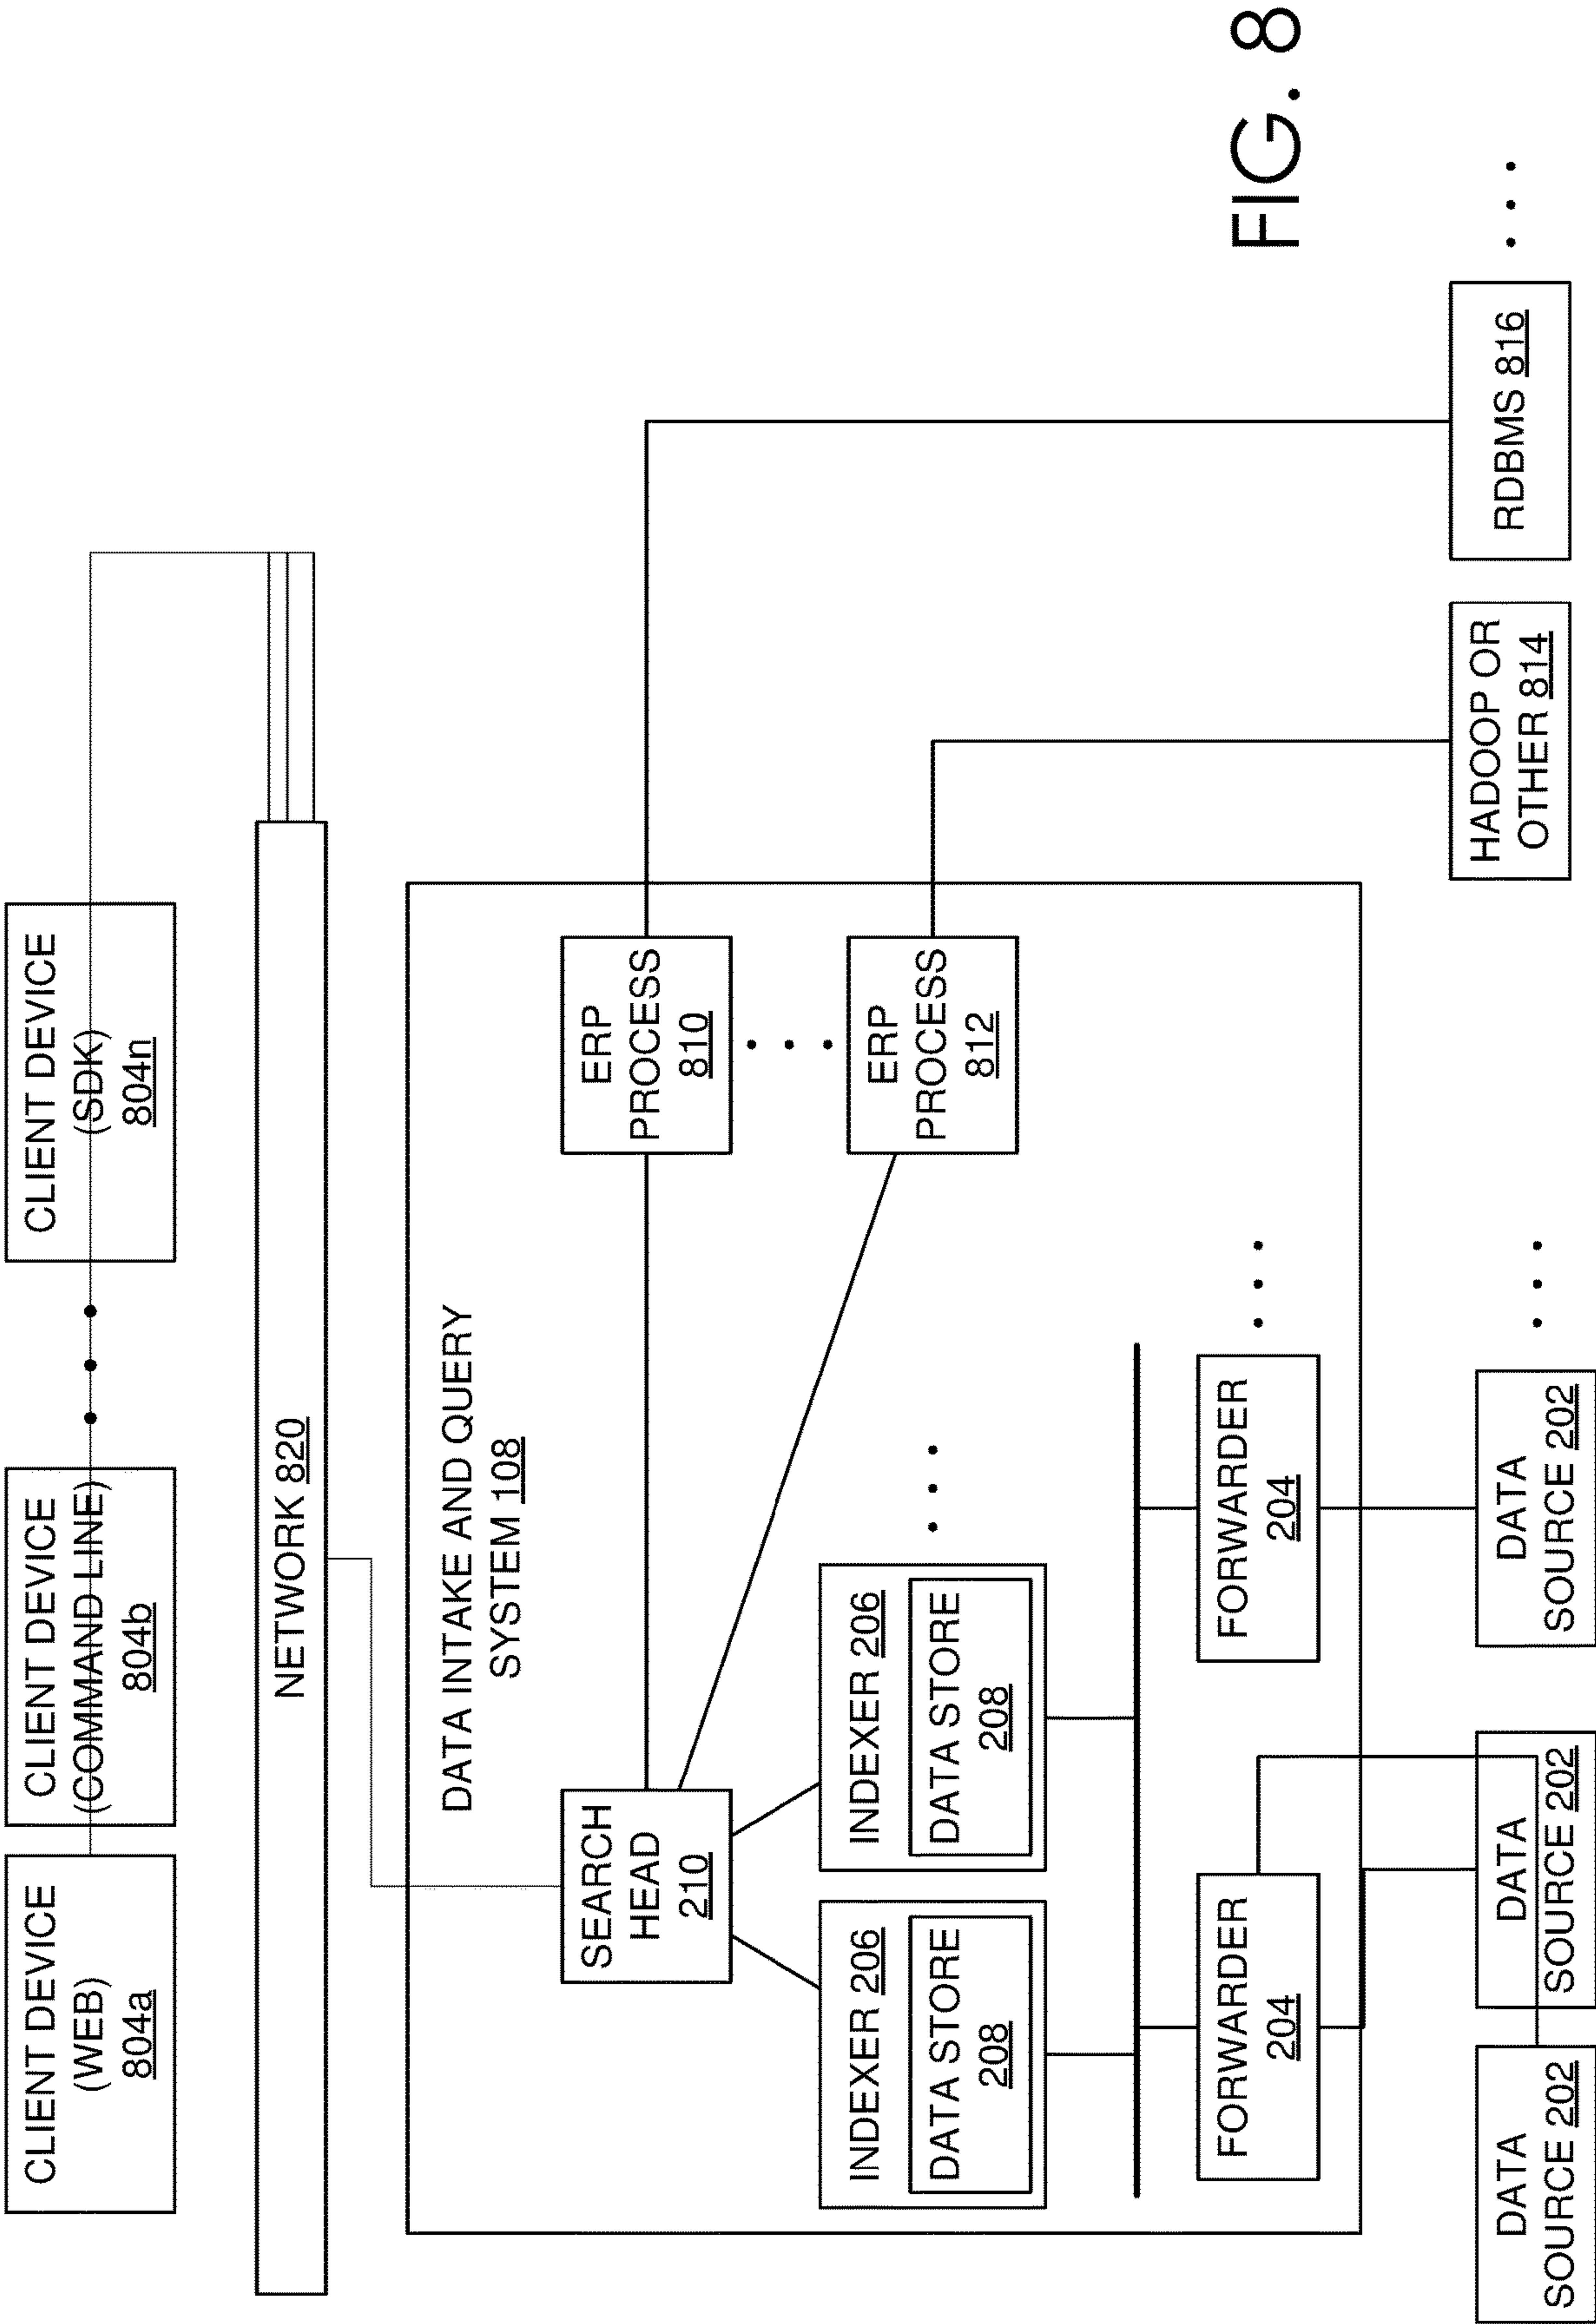 CLIENT DEVICE
(WEB)
804a
CLIENT DEVICE
(COMMAND LINE)
804b
CLIENT DEVICE
(SDK)
804n
NETWORK 820
DATA INTAKE AND QUERY
SYSTEM 108
SEARCH
HEAD
210
ERP
PROCESS
810
ERP
PROCESS
812
INDEXER 206
DATA STORE
208
INDEXER 206
DATA STORE
208
FORWARDER
204
FORWARDER
204
DATA
SOURCE 202
DATA
SOURCE 202
DATA
SOURCE 202
HADOOP OR
OTHER 814
RDBMS 816
FIG. 8